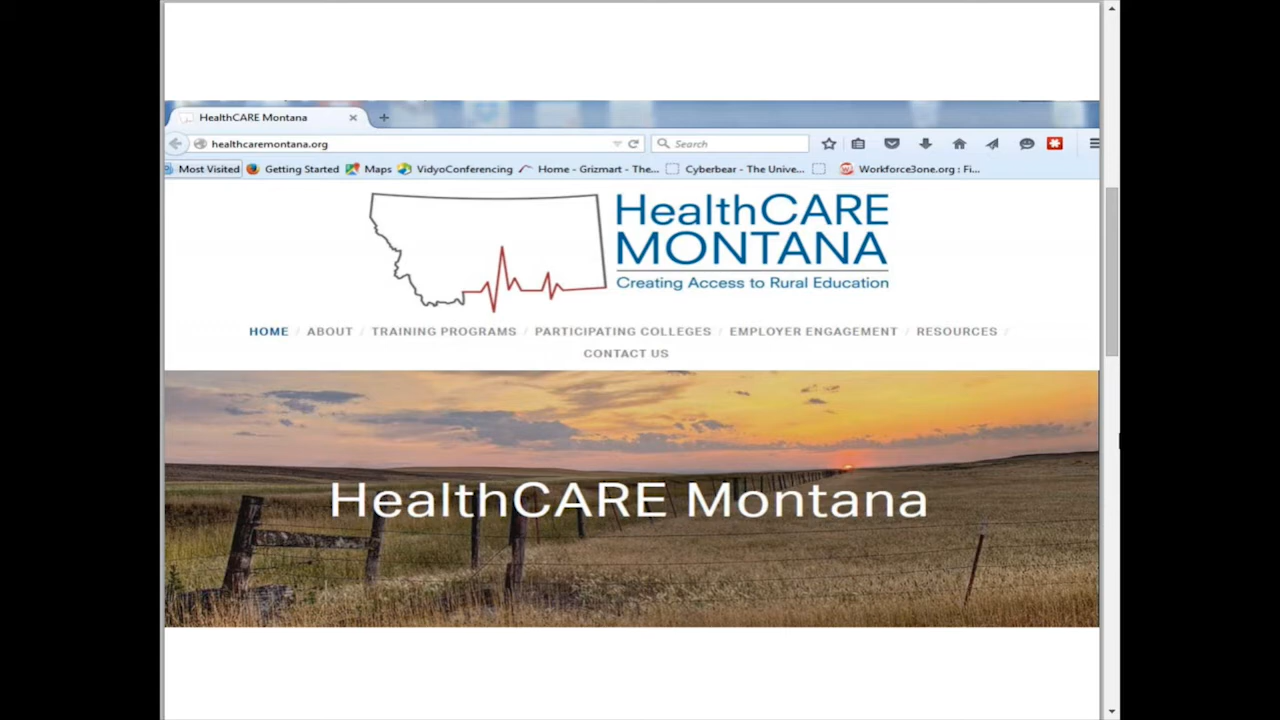 HealthCARE Montana
healthcaremontana.org
Search
Most Visited Getting Started Maps VidyoConferencing Home - Grizmart - The... Cyberbear - The Unive... Workforce3one.org : Fi...
HealthCARE
MONTANA
Creating Access to Rural Education
HOME / ABOUT / TRAINING PROGRAMS / PARTICIPATING COLLEGES / EMPLOYER ENGAGEMENT / RESOURCES /
CONTACT US
HealthCARE Montana